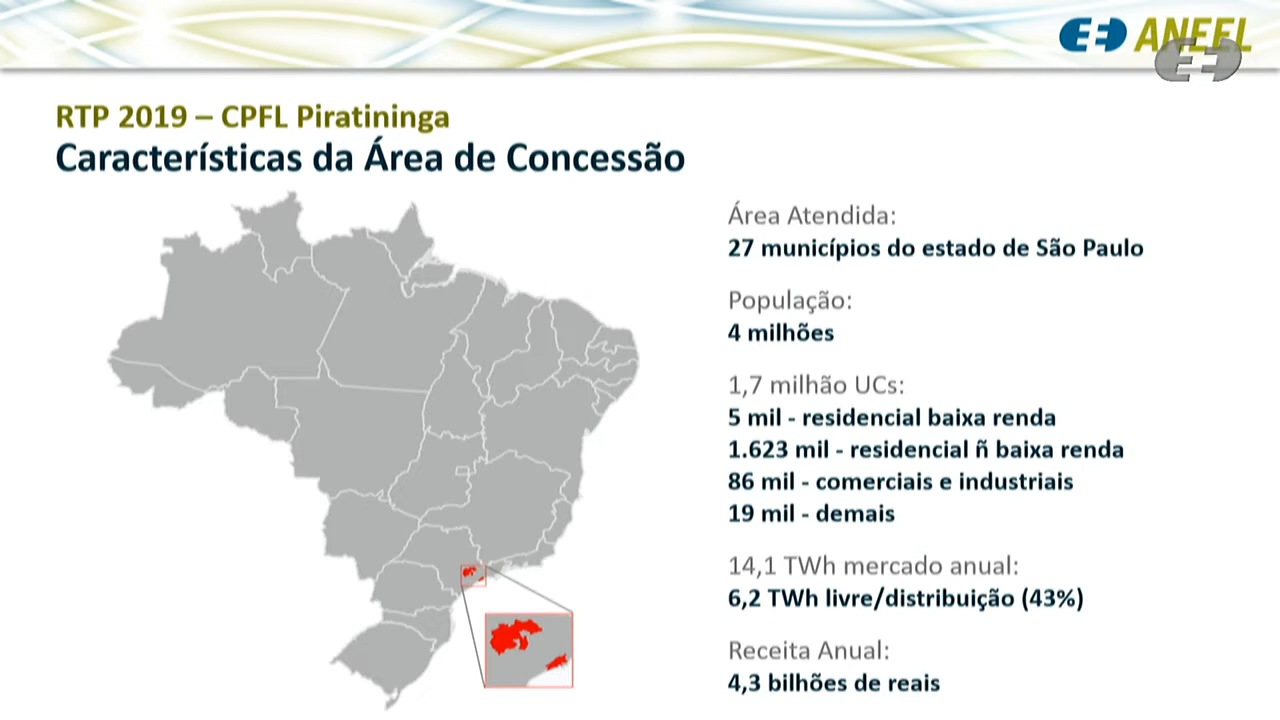 ANEEL
RTP 2019 – CPFL Piratininga
Características da Área de Concessão
Área Atendida:
27 municípios do estado de São Paulo
População:
4 milhões
1,7 milhão UCs:
5 mil - residencial baixa renda
1.623 mil - residencial ñ baixa renda
86 mil - comerciais e industriais
19 mil - demais
14,1 TWh mercado anual:
6,2 TWh livre/distribuição (43%)
Receita Anual:
4,3 bilhões de reais